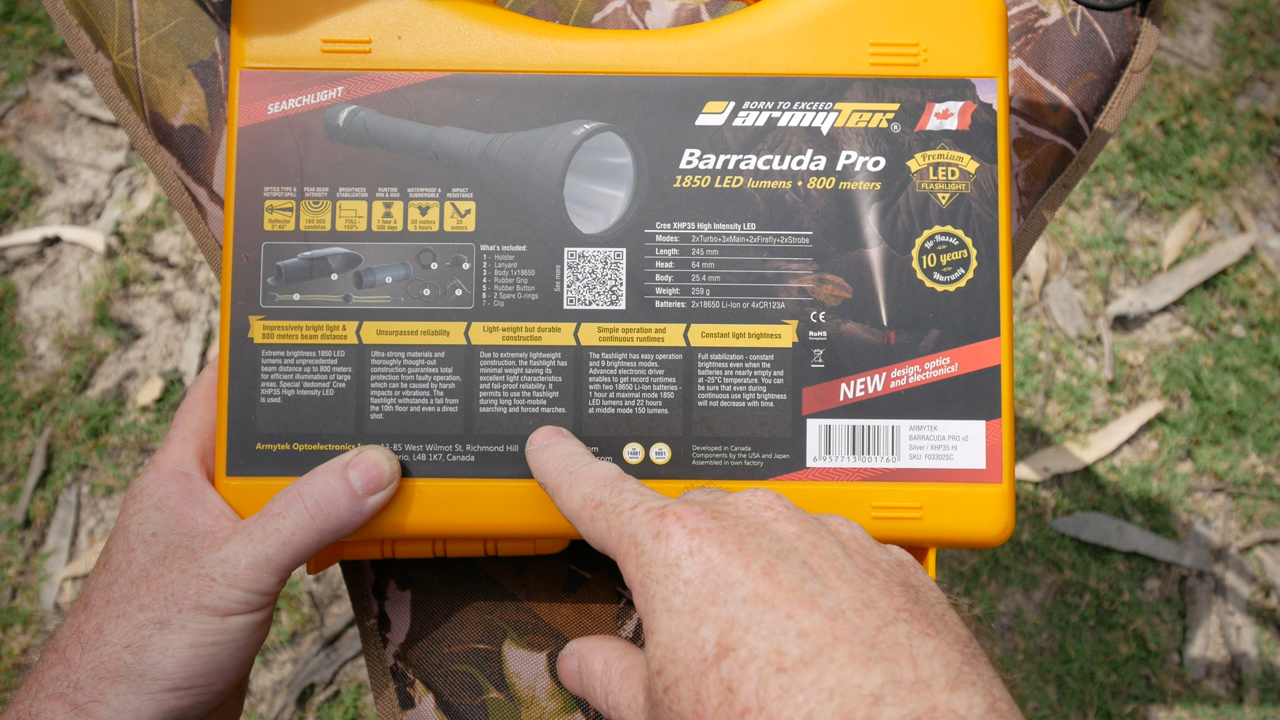 SEARCHLIGHT
BORN TO EXCEED
armyTek®
Barracuda Pro
1850 LED lumens • 800 meters
Premium
LED
FLASHLIGHT
OPTICS TYPE &
HOTSPOT:SPILL
Reflector
5°:40°
PEAK BEAM
INTENSITY
160 000
candelas
BRIGHTNESS
STABILIZATION
FULL-
100%
RUNTIME
MIN & MAX
1 hour &
500 days
WATERPROOF &
SUBMERSIBLE
50 meters
5 hours
IMPACT
RESISTANCE
30
meters
What's included:
1 - Holster
2 - Lanyard
3 - Body 1x18650
4 - Rubber Grip
5 - Rubber Button
6 - 2 Spare O-rings
7 - Clip
See more
Cree XHP35 High Intensity LED
Modes: 2xTurbo+3xMain+2xFirefly+2xStrobe
Length: 245 mm
Head: 64 mm
Body: 25.4 mm
Weight: 259 g
Batteries: 2x18650 Li-Ion or 4xCR123A
No-Hassle
10 years
Warranty
CE
RoHS
Compliant
Impressively bright light &
800 meters beam distance
Extreme brightness 1850 LED
lumens and unprecedented
beam distance up to 800 meters
for efficient illumination of large
areas. Special 'dedomed' Cree
XHP35 High Intensity LED
is used.
Unsurpassed reliability
Ultra-strong materials and
thoroughly thought-out
construction guarantees total
protection from faulty operation,
which can be caused by harsh
impacts or vibrations. The
flashlight withstands a fall from
the 10th floor and even a direct
shot.
Light-weight but durable
construction
Due to extremely lightweight
construction, the flashlight has
minimal weight saving its
excellent light characteristics
and fail-proof reliability. It
permits to use the flashlight
during long foot-mobile
searching and forced marches.
Simple operation and
continuous runtimes
The flashlight has easy operation
and 9 brightness modes.
Advanced electronic driver
enables to get record runtimes
with two 18650 Li-Ion batteries -
1 hour at maximal mode 1850
LED lumens and 22 hours
at middle mode 150 lumens.
Constant light brightness
Full stabilization - constant
brightness even when the
batteries are nearly empty and
at -25°C temperature. You can
be sure that even during
continuous use light brightness
will not decrease with time.
NEW design, optics
and electronics!
Armytek Optoelectronics 3-85 West Wilmot St, Richmond Hill
L4B 1K7, Canada
com
com
14001
9001
Developed in Canada
Components by the USA and Japan
Assembled in own factory
6 957713 001760
ARMYTEK
BARRACUDA PRO v2
Silver / XHP35 HI
SKU: F03302SC